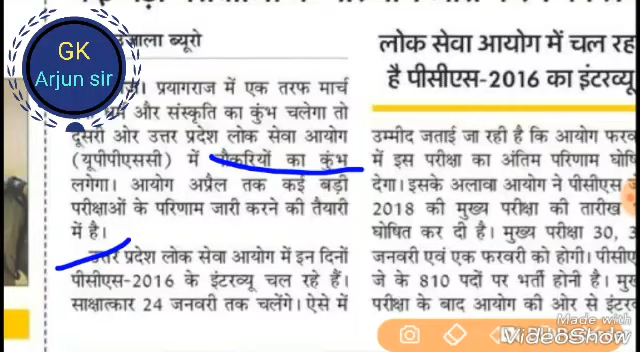 GK
Arjun sir
जाला ब्यूरो
प्रयागराज में एक तरफ मार्च
और संस्कृति का कुंभ चलेगा तो
दूसरी ओर उत्तर प्रदेश लोक सेवा आयोग
(यूपीपीएससी) में नौकरियों का कुंभ
लगेगा। आयोग अप्रैल तक कई बड़ी
परीक्षाओं के परिणाम जारी करने की तैयारी
में है।
उत्तर प्रदेश लोक सेवा आयोग में इन दिनों
पीसीएस-2016 के इंटरव्यू चल रहे हैं।
साक्षात्कार 24 जनवरी तक चलेंगे। ऐसे में
लोक सेवा आयोग में चल रह
है पीसीएस-2016 का इंटरव्यू
उम्मीद जताई जा रही है कि आयोग फर
में इस परीक्षा का अंतिम परिणाम घोषि
देगा। इसके अलावा आयोग ने पीसीएस
2018 की मुख्य परीक्षा की तारीख
घोषित कर दी है। मुख्य परीक्षा 30, 3
जनवरी एवं एक फरवरी को होगी। पीसीए
जे के 810 पदों पर भर्ती होनी है। मुख
परीक्षा के बाद आयोग की ओर से इंटर
Made with
VideoShow